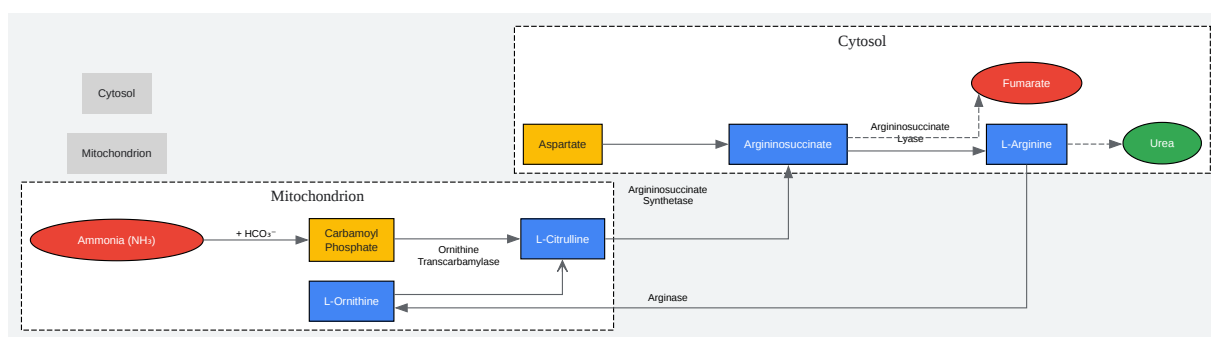 Cytosol
Cytosol
Mitochondrion
Fumarate
Aspartate
Argininosuccinate
Argininosuccinate
Lyase
L-Arginine
Urea
Mitochondrion
Argininosuccinate
Synthetase
Ammonia (NH₃)
+ HCO₃⁻
Carbamoyl
Phosphate
Ornithine
Transcarbamylase
L-Citrulline
L-Ornithine
Arginase